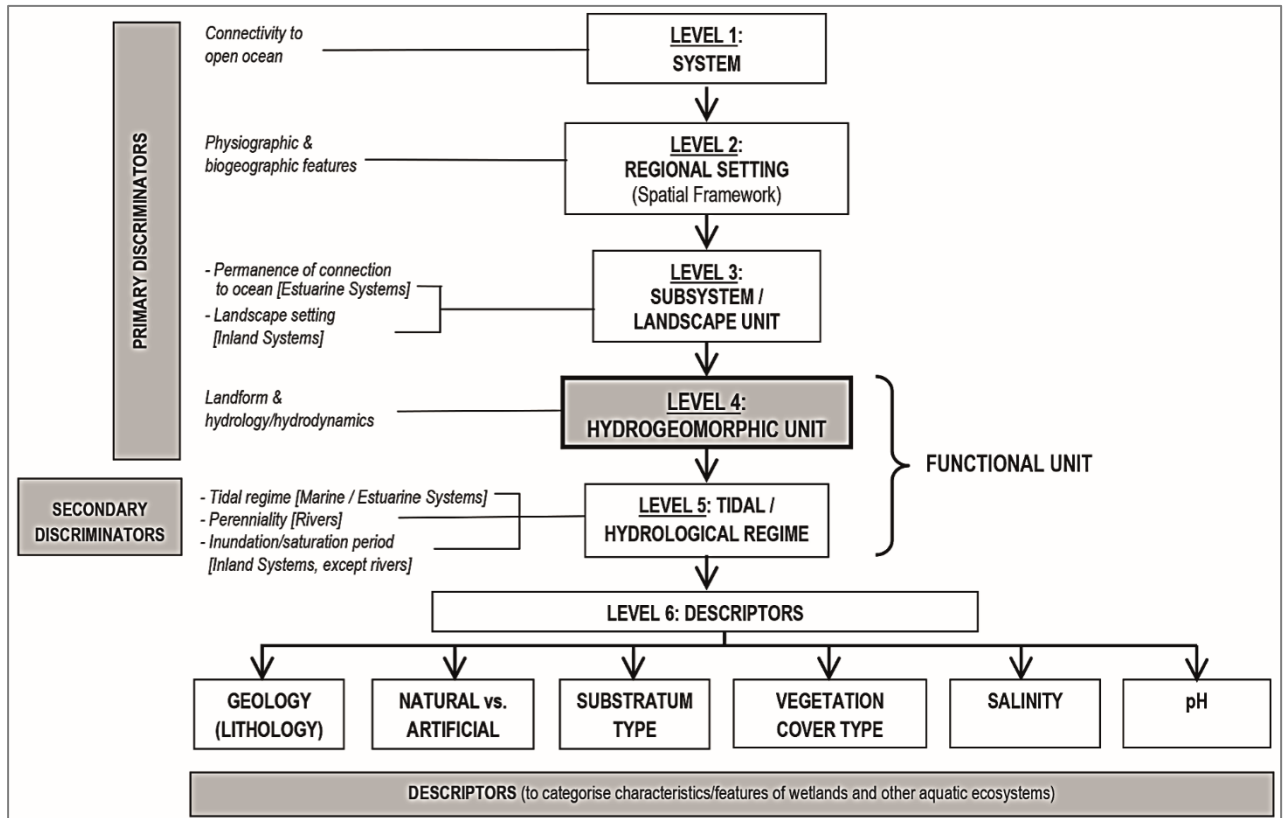 PRIMARY DISCRIMINATORS
Connectivity to
open ocean
LEVEL 1:
SYSTEM
Physiographic &
biogeographic features
LEVEL 2:
REGIONAL SETTING
(Spatial Framework)
- Permanence of connection
to ocean [Estuarine Systems]
- Landscape setting
[Inland Systems]
LEVEL 3:
SUBSYSTEM /
LANDSCAPE UNIT
Landform &
hydrology/hydrodynamics
LEVEL 4:
HYDROGEOMORPHIC UNIT
FUNCTIONAL UNIT
SECONDARY
DISCRIMINATORS
- Tidal regime [Marine / Estuarine Systems]
- Perenniality [Rivers]
- Inundation/saturation period
[Inland Systems, except rivers]
LEVEL 5: TIDAL /
HYDROLOGICAL REGIME
LEVEL 6: DESCRIPTORS
GEOLOGY
(LITHOLOGY)
NATURAL vs.
ARTIFICIAL
SUBSTRATUM
TYPE
VEGETATION
COVER TYPE
SALINITY
pH
DESCRIPTORS (to categorise characteristics/features of wetlands and other aquatic ecosystems)